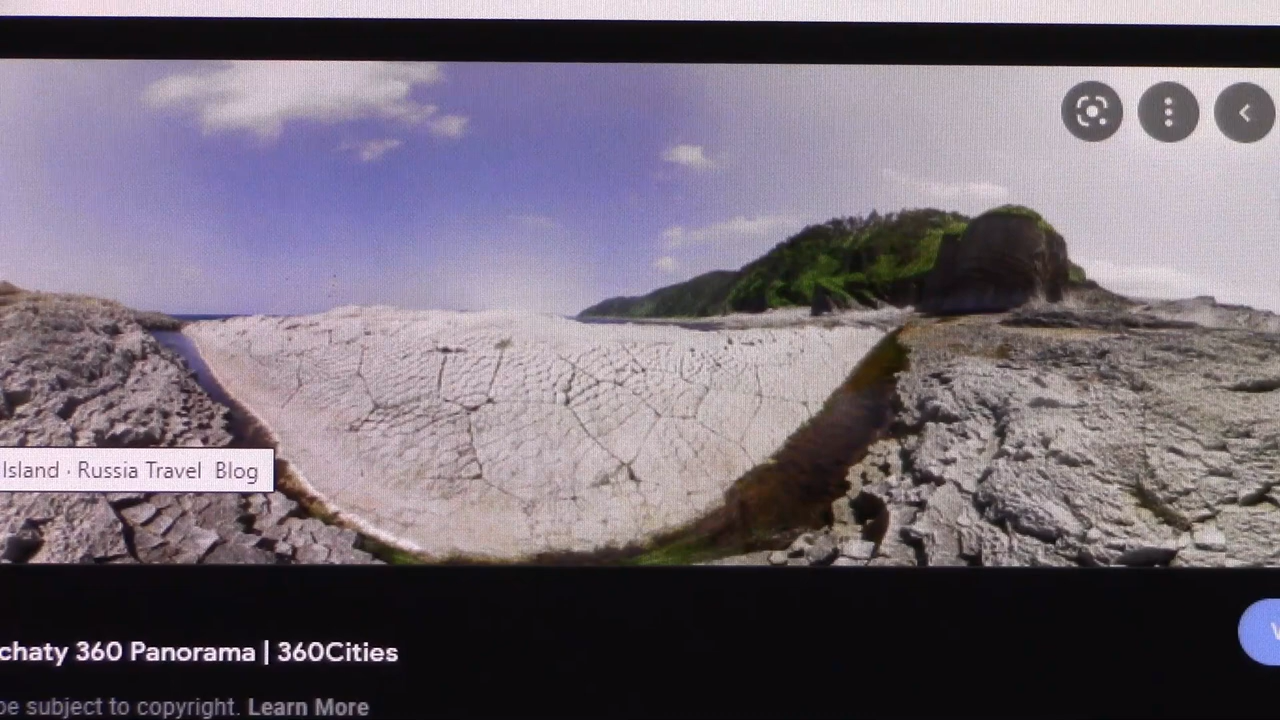 Island · Russia Travel Blog
chaty 360 Panorama | 360Cities
be subject to copyright. Learn More